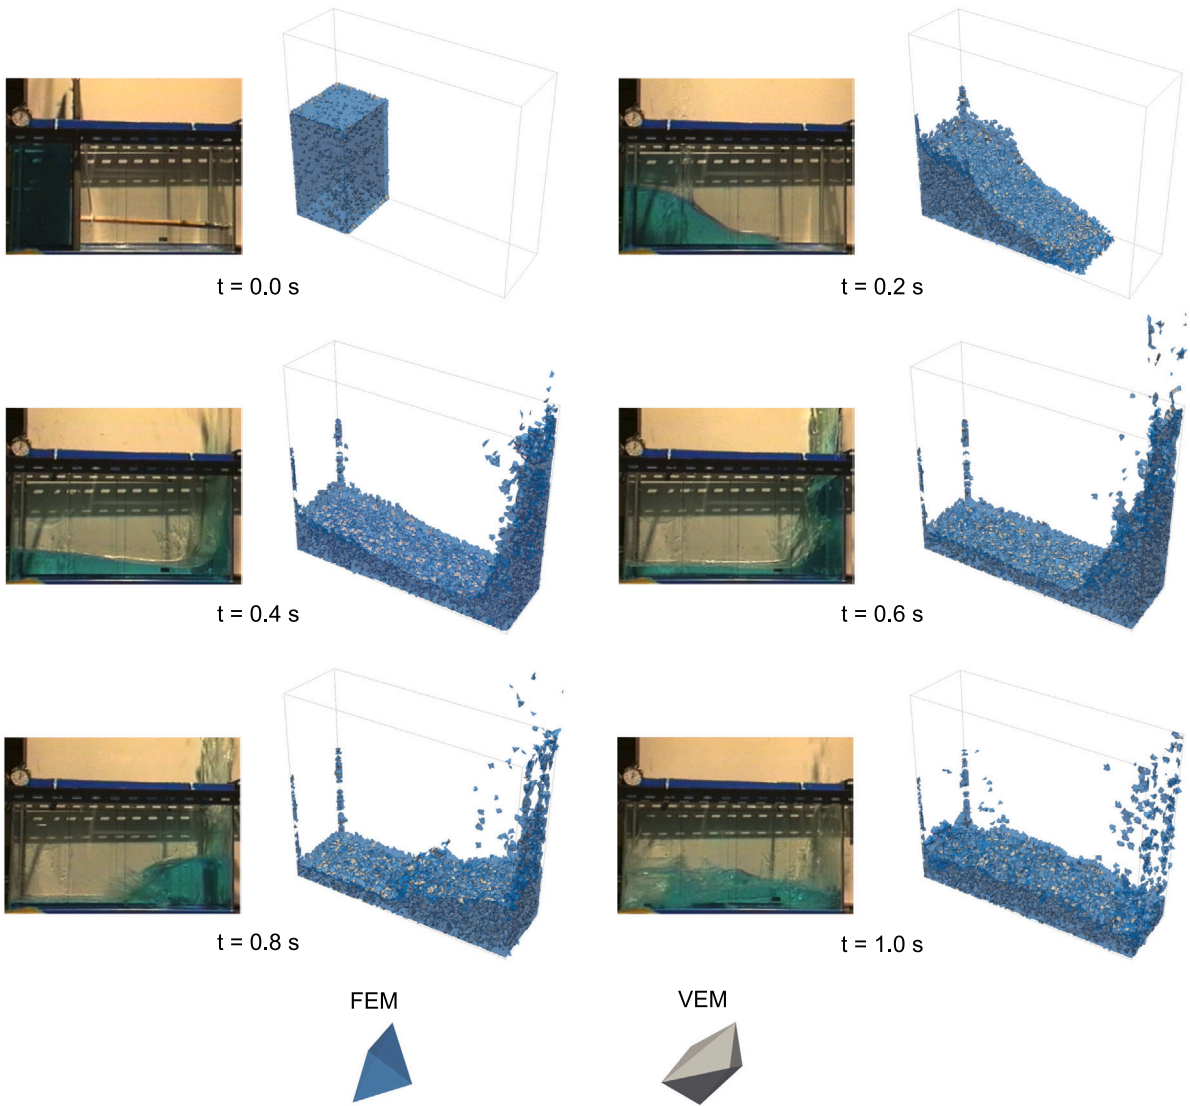 t = 0.0 s
t = 0.2 s
t = 0.4 s
t = 0.6 s
t = 0.8 s
t = 1.0 s
FEM
VEM